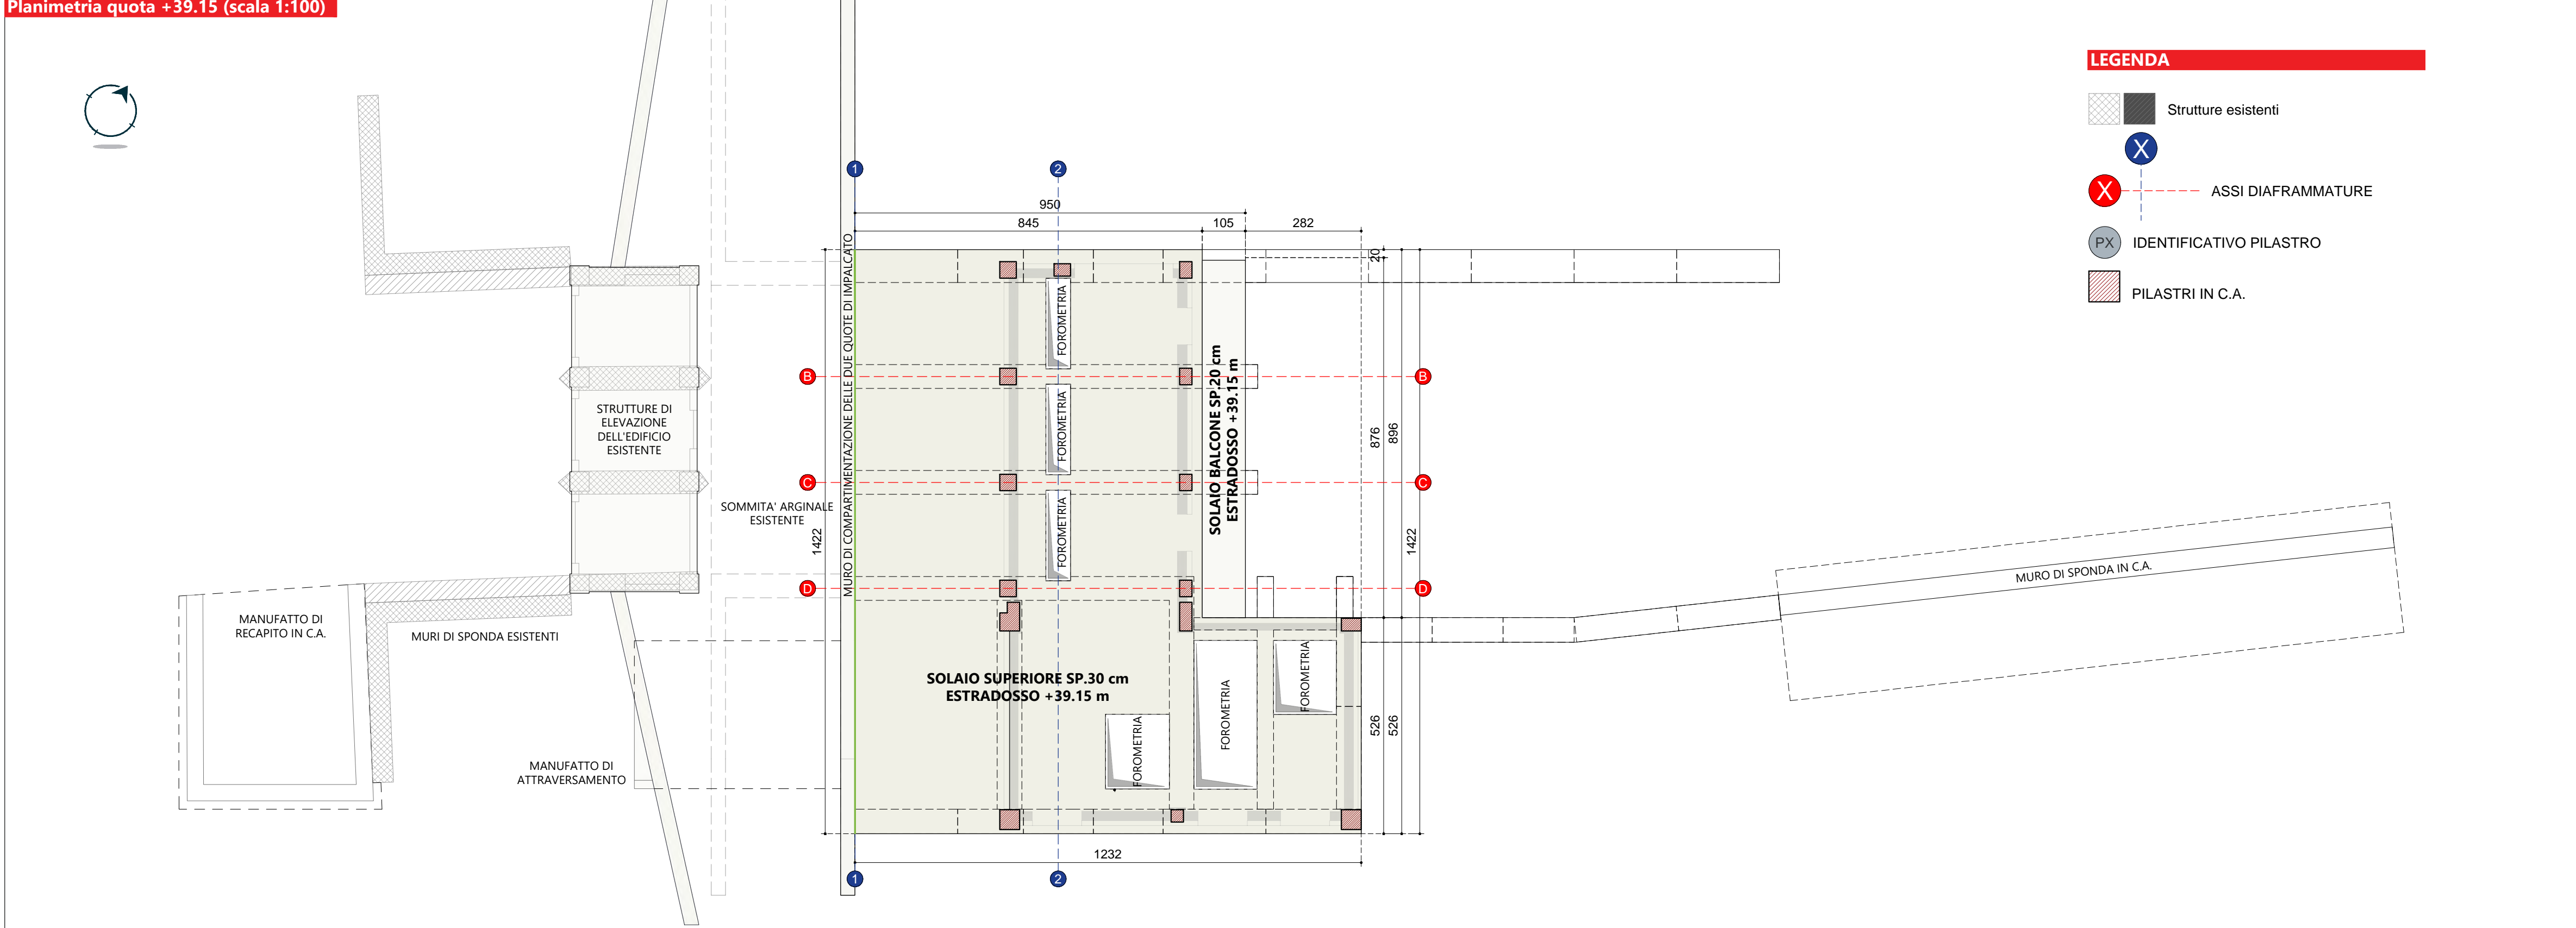 Planimetria quota +39.15 (scala 1:100)
LEGENDA
Strutture esistenti
X
X
ASSI DIAFRAMMATURE
PX
IDENTIFICATIVO PILASTRO
PILASTRI IN C.A.
1
2
950
845
105
282
20
MURO DI COMPARTIMENTAZIONE DELLE DUE QUOTE DI IMPALCATO
FOROMETRIA
B
B
STRUTTURE DI
ELEVAZIONE
DELL'EDIFICIO
ESISTENTE
FOROMETRIA
SOLAIO BALCONE SP.20 cm
ESTRADOSSO +39.15 m
876
896
C
C
SOMMITA' ARGINALE
ESISTENTE
1422
FOROMETRIA
1422
D
D
MURO DI SPONDA IN C.A.
MANUFATTO DI
RECAPITO IN C.A.
MURI DI SPONDA ESISTENTI
SOLAIO SUPERIORE SP.30 cm
ESTRADOSSO +39.15 m
FOROMETRIA
FOROMETRIA
FOROMETRIA
526
526
MANUFATTO DI
ATTRAVERSAMENTO
1232
1
2